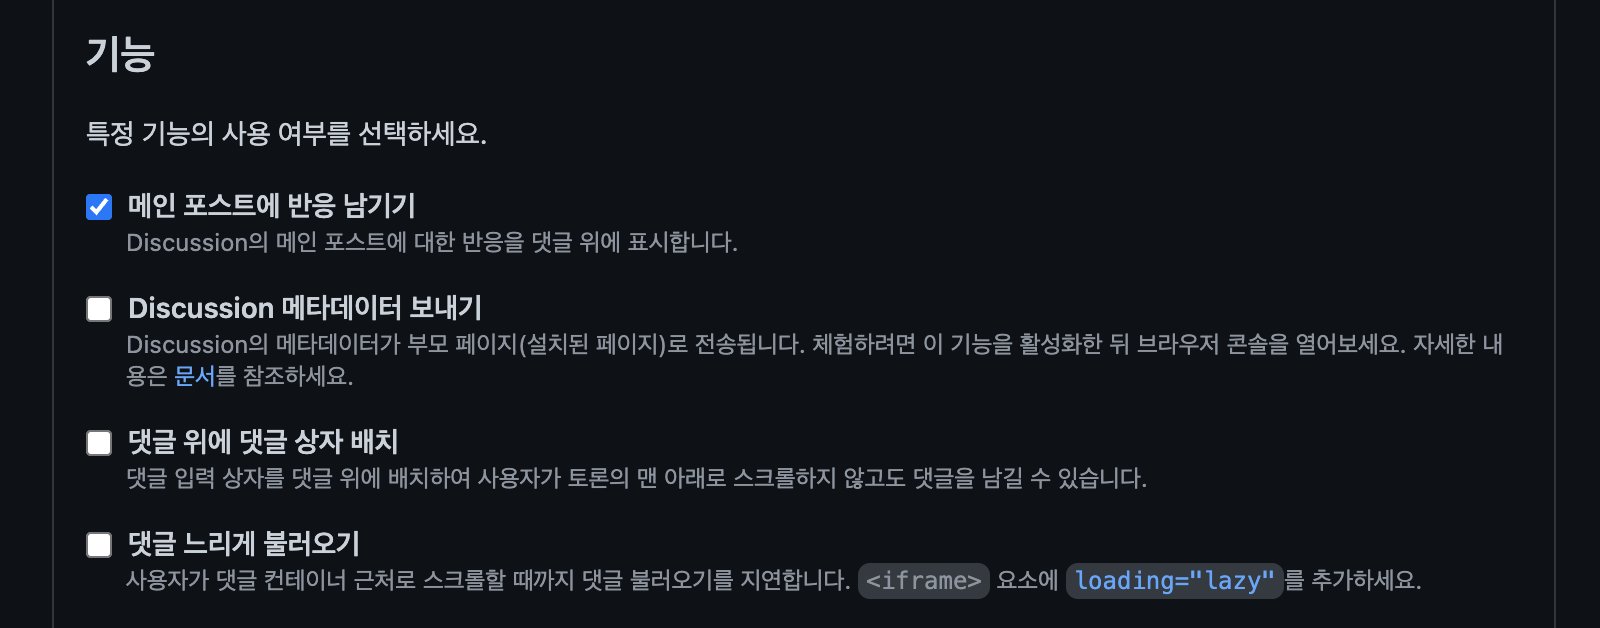 기능
특정 기능의 사용 여부를 선택하세요.
메인 포스트에 반응 남기기
Discussion의 메인 포스트에 대한 반응을 댓글 위에 표시합니다.
Discussion 메타데이터 보내기
Discussion의 메타데이터가 부모 페이지(설치된 페이지)로 전송됩니다. 체험하려면 이 기능을 활성화한 뒤 브라우저 콘솔을 열어보세요. 자세한 내
용은 문서를 참조하세요.
댓글 위에 댓글 상자 배치
댓글 입력 상자를 댓글 위에 배치하여 사용자가 토론의 맨 아래로 스크롤하지 않고도 댓글을 남길 수 있습니다.
댓글 느리게 불러오기
사용자가 댓글 컨테이너 근처로 스크롤할 때까지 댓글 불러오기를 지연합니다. <iframe> 요소에 loading="lazy"를 추가하세요.